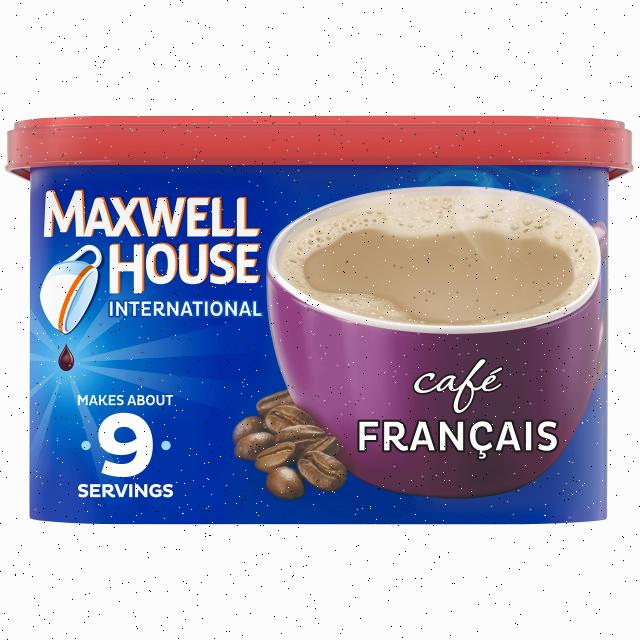 MAXWELL
HOUSE
INTERNATIONAL
MAKES ABOUT
9
SERVINGS
café
FRANÇAIS